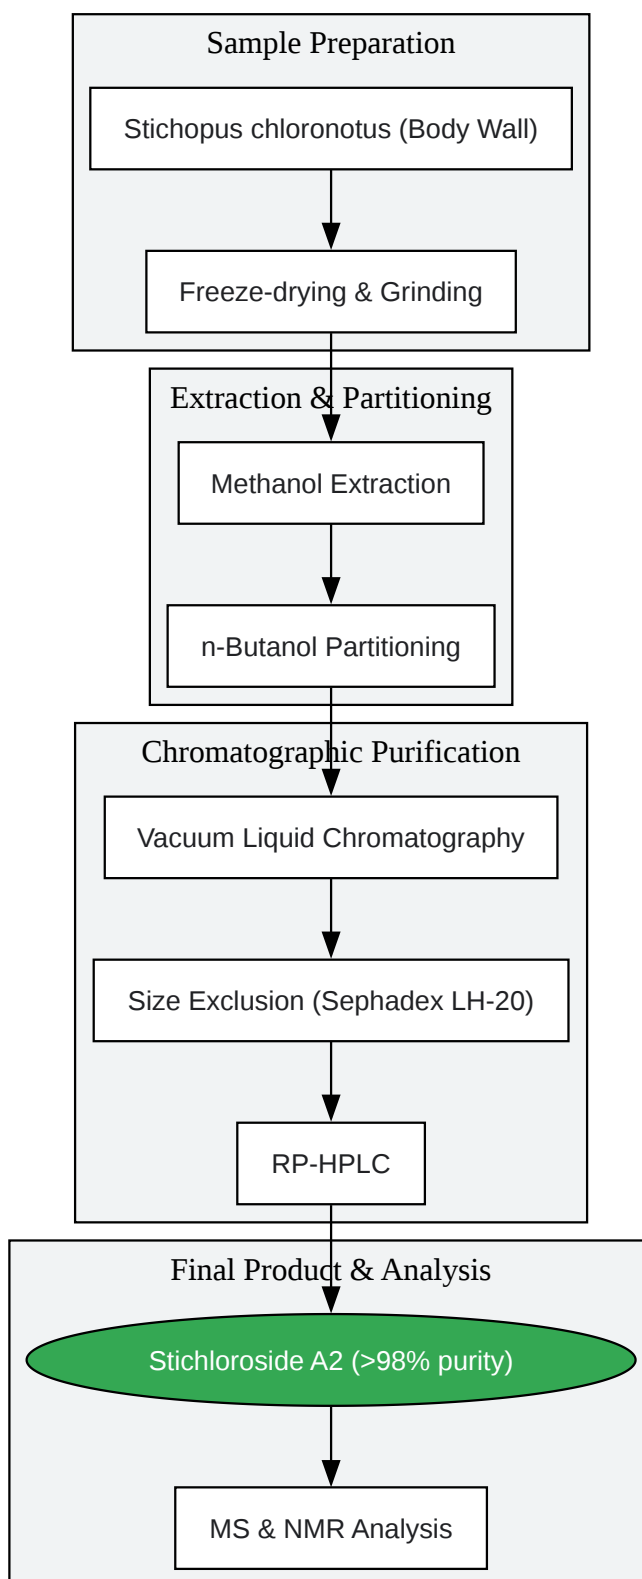 Sample Preparation
Stichopus chloronotus (Body Wall)
Freeze-drying & Grinding
Extraction & Partitioning
Methanol Extraction
n-Butanol Partitioning
Chromatographic Purification
Vacuum Liquid Chromatography
Size Exclusion (Sephadex LH-20)
RP-HPLC
Final Product & Analysis
Stichloroside A2 (>98% purity)
MS & NMR Analysis